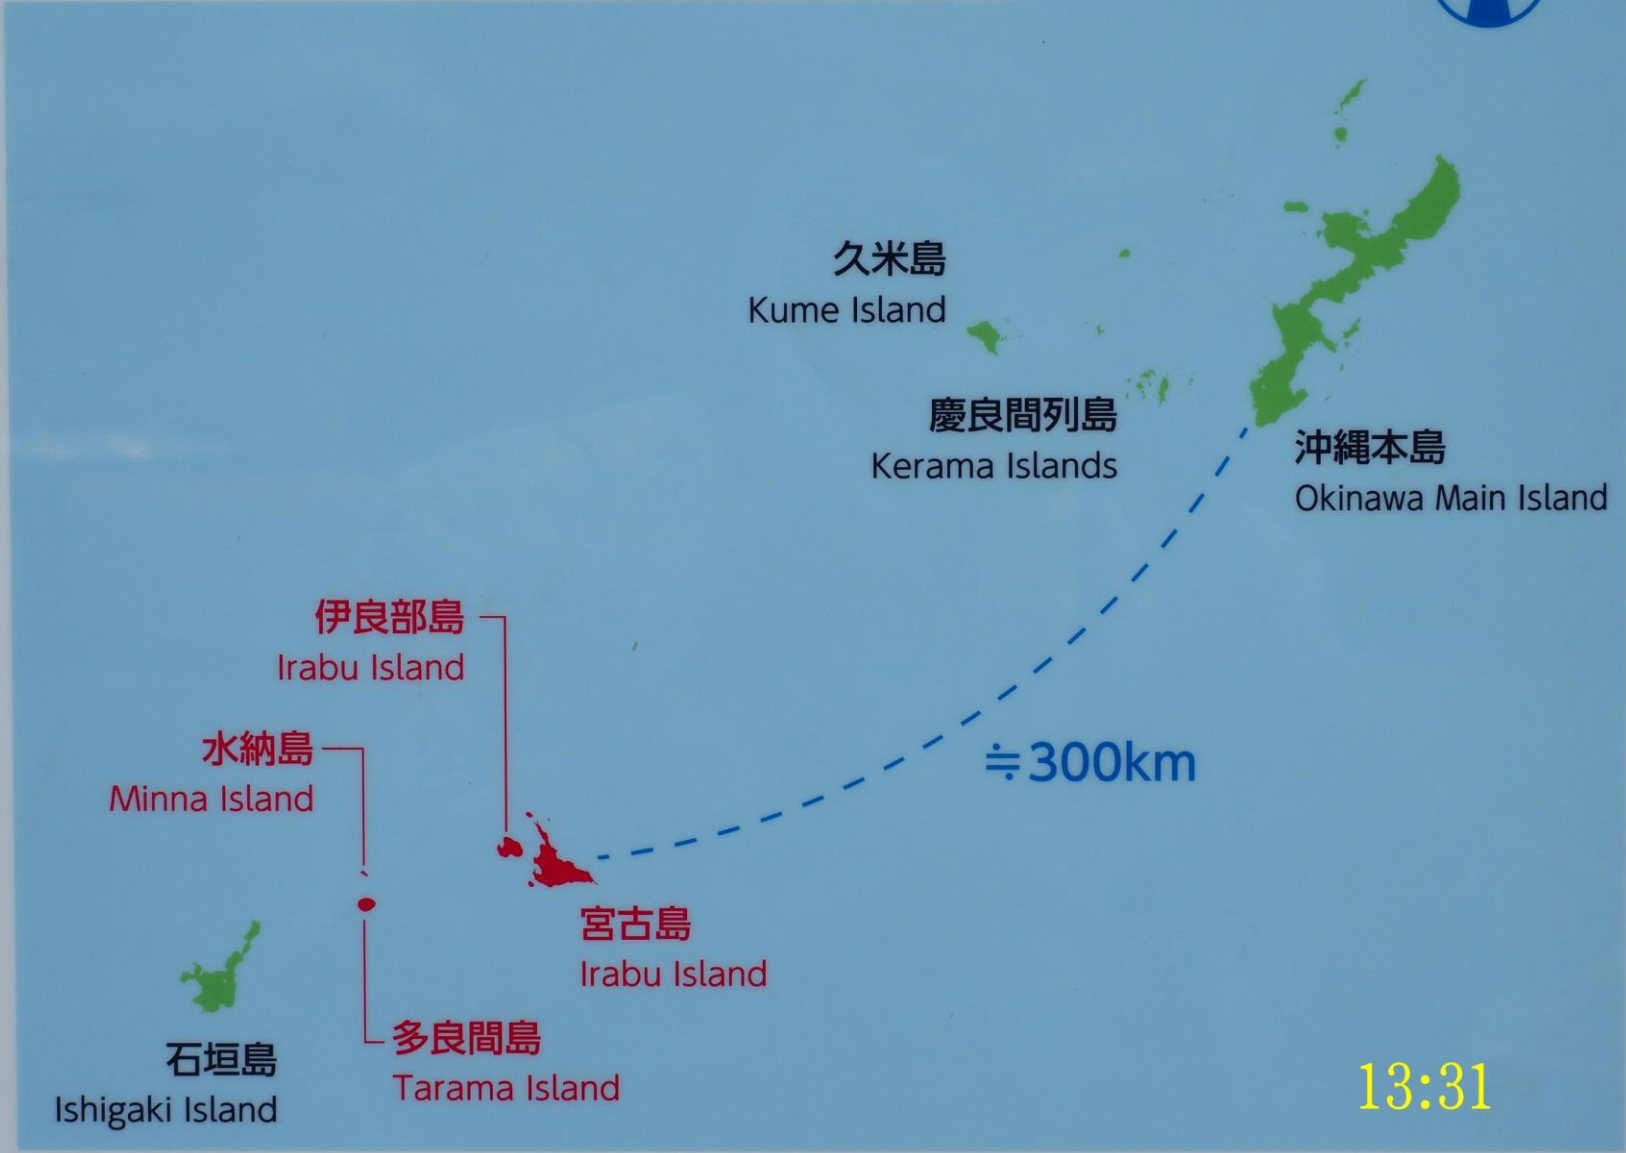 久米島
Kume Island
慶良間列島
Kerama Islands
沖縄本島
Okinawa Main Island
伊良部島
Irabu Island
水納島
Minna Island
≒300km
宮古島
Irabu Island
多良間島
Tarama Island
石垣島
Ishigaki Island
13:31